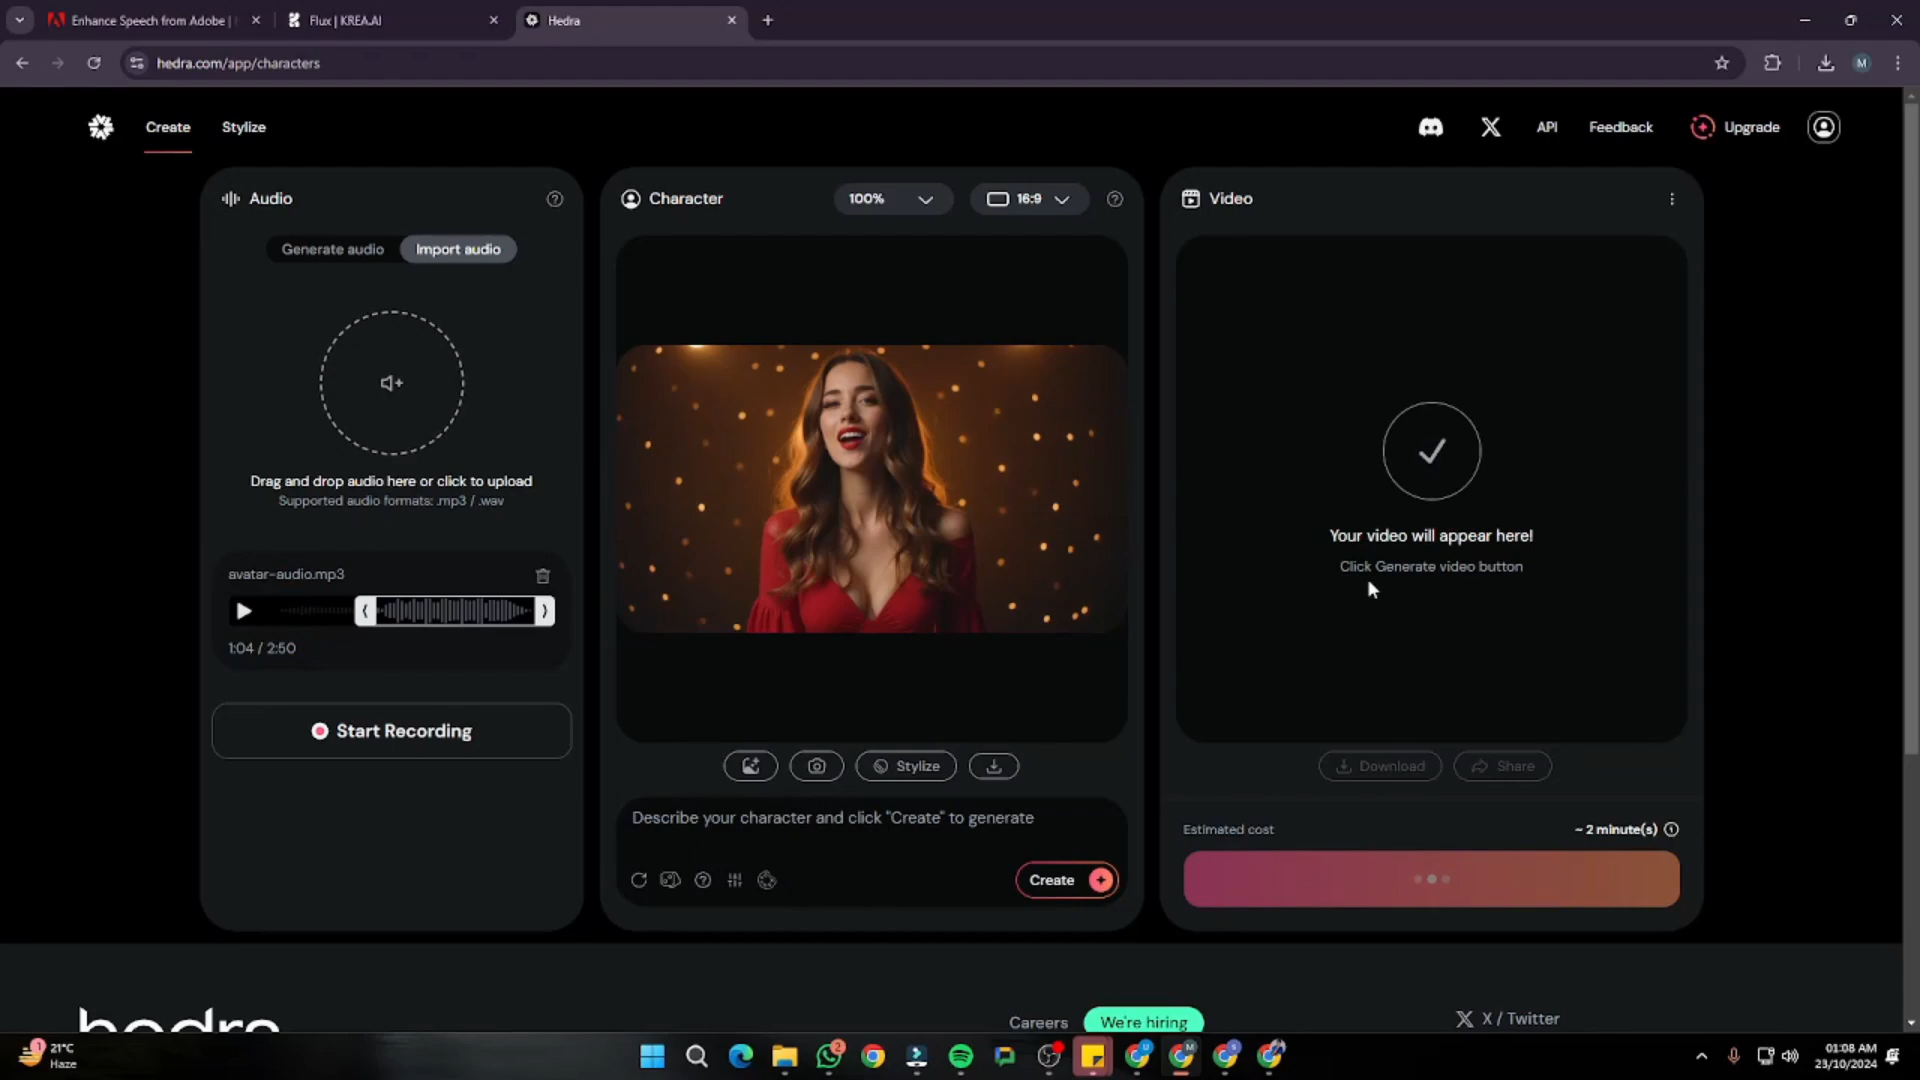 Enhance Speech from Adobe |
Flux | KREA.AI
Hedra
hedra.com/app/characters
M
Create
Stylize
API
Feedback
Upgrade
Audio
Generate audio
Import audio
Drag and drop audio here or click to upload
Supported audio formats: .mp3 / .wav
avatar-audio.mp3
1:04 / 2:50
Start Recording
Character
100%
16:9
Stylize
Describe your character and click "Create" to generate
Create
Video
Your video will appear here!
Click Generate video button
Download
Share
Estimated cost
~ 2 minute(s)
hedra
Careers
We're hiring
X / Twitter
1
21°C
Haze
2
U
M
S
01:08 AM
23/10/2024